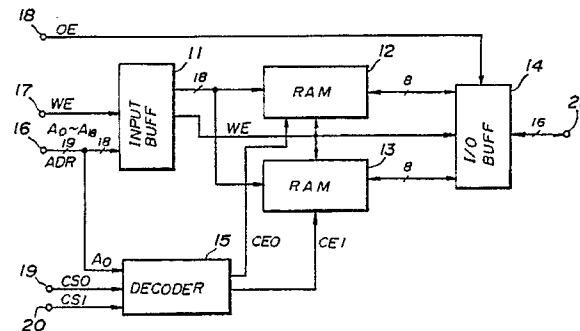 18
OE
11
12
14
17
WE
INPUT BUFF
18
RAM
8
16
A0~A18
19
18
ADR
WE
I/O BUFF
16
2
13
RAM
8
15
CE0
CE1
A0
19
CS0
DECODER
20
CS1